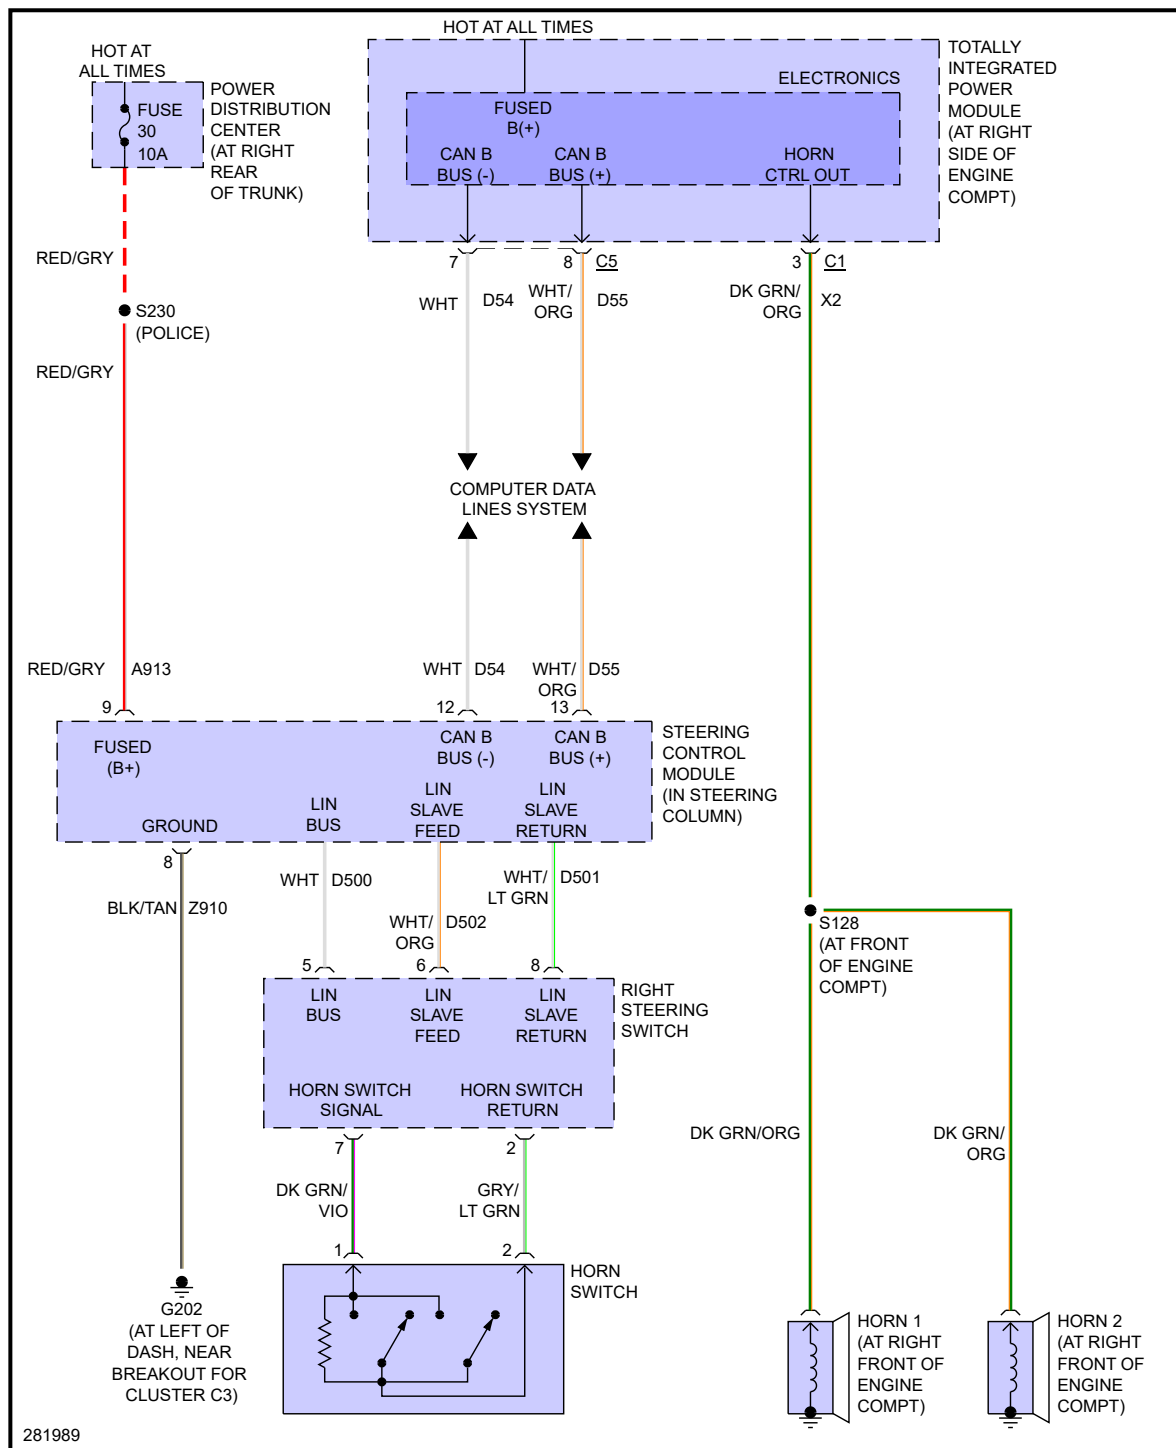 HOT AT ALL TIMES
HOT AT
ALL TIMES
FUSE
30
10A
POWER
DISTRIBUTION
CENTER
(AT RIGHT
REAR
OF TRUNK)
ELECTRONICS
FUSED
B(+)
CAN B
BUS (-)
CAN B
BUS (+)
HORN
CTRL OUT
TOTALLY
INTEGRATED
POWER
MODULE
(AT RIGHT
SIDE OF
ENGINE
COMPT)
7
8
C5
3
C1
RED/GRY
WHT
D54
WHT/
ORG
D55
DK GRN/
ORG
X2
S230
(POLICE)
RED/GRY
COMPUTER DATA
LINES SYSTEM
RED/GRY
A913
WHT
D54
WHT/
ORG
D55
9
12
13
FUSED
(B+)
CAN B
BUS (-)
CAN B
BUS (+)
GROUND
LIN
BUS
LIN
SLAVE
FEED
LIN
SLAVE
RETURN
STEERING
CONTROL
MODULE
(IN STEERING
COLUMN)
8
WHT
D500
WHT/
LT GRN
D501
BLK/TAN
Z910
WHT/
ORG
D502
S128
(AT FRONT
OF ENGINE
COMPT)
5
6
8
LIN
BUS
LIN
SLAVE
FEED
LIN
SLAVE
RETURN
RIGHT
STEERING
SWITCH
HORN SWITCH
SIGNAL
HORN SWITCH
RETURN
7
2
DK GRN/ORG
DK GRN/
ORG
DK GRN/
VIO
GRY/
LT GRN
1
2
HORN
SWITCH
G202
(AT LEFT OF
DASH, NEAR
BREAKOUT FOR
CLUSTER C3)
HORN 1
(AT RIGHT
FRONT OF
ENGINE
COMPT)
HORN 2
(AT RIGHT
FRONT OF
ENGINE
COMPT)
281989